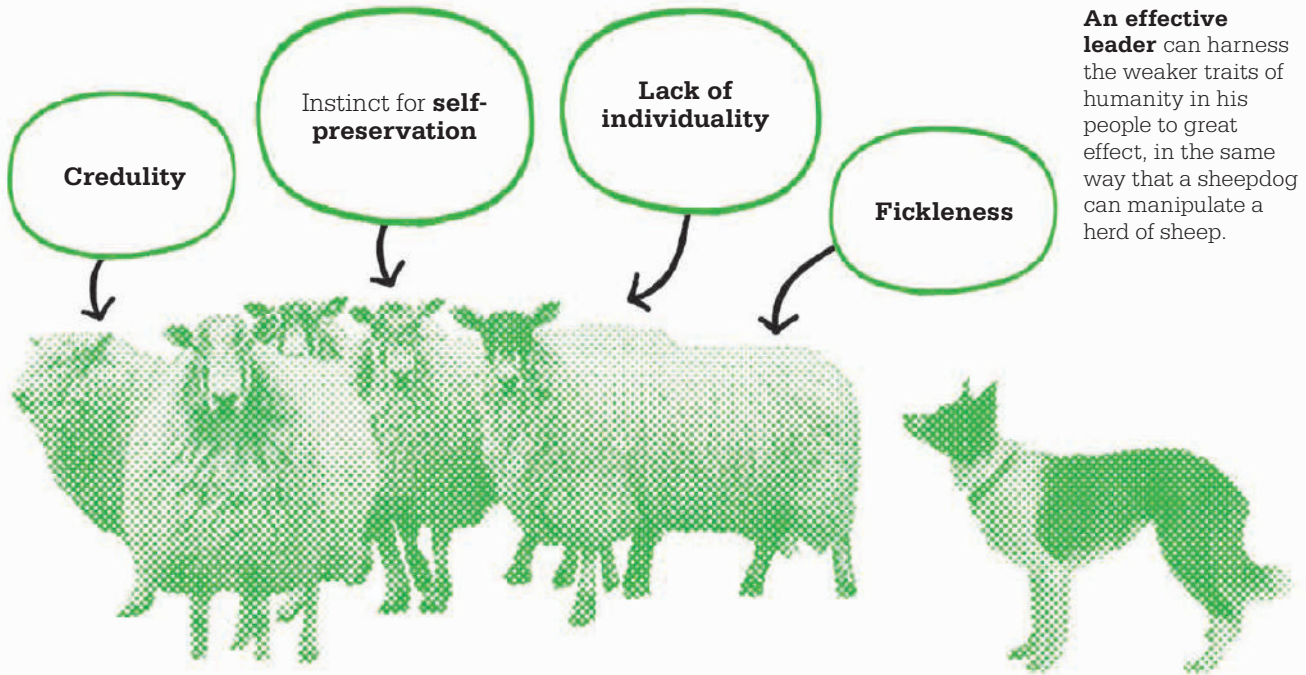 Credulity
Instinct for self-
preservation
Lack of
individuality
Fickleness
An effective
leader can harness
the weaker traits of
humanity in his
people to great
effect, in the same
way that a sheepdog
can manipulate a
herd of sheep.